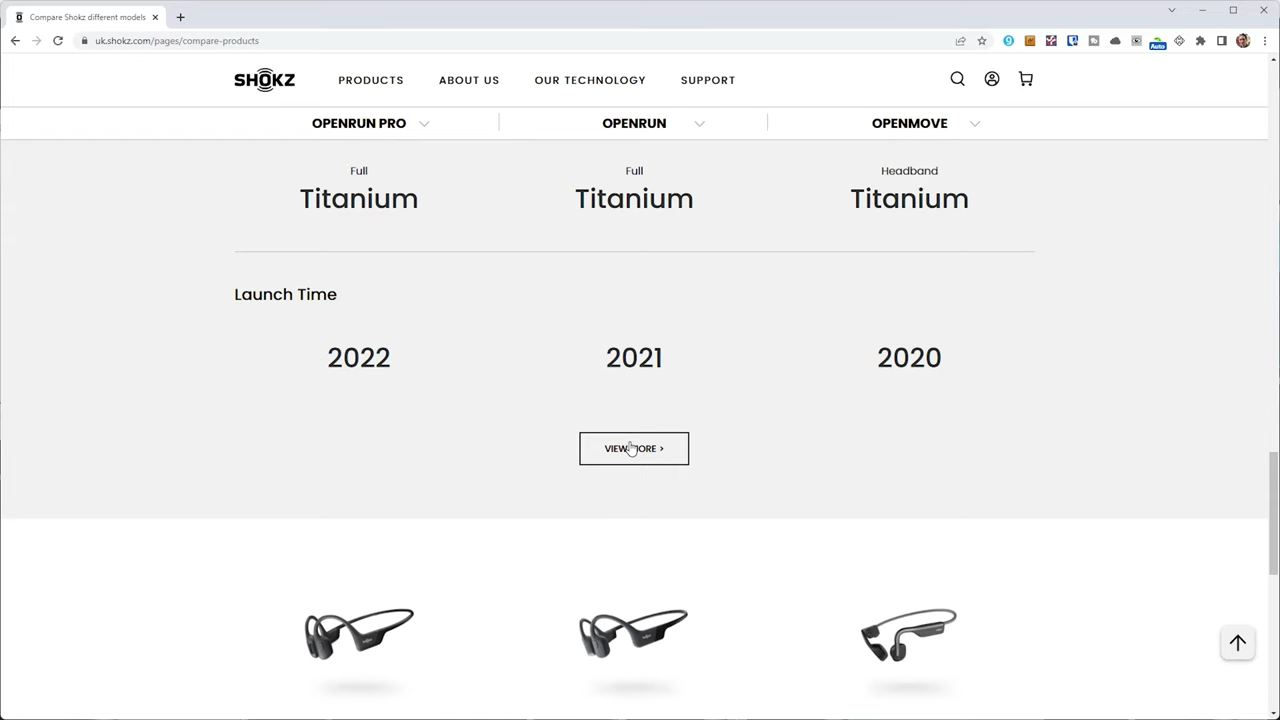 Compare Shokz different models
uk.shokz.com/pages/compare-products
Auto
SHOKZ
PRODUCTS
ABOUT US
OUR TECHNOLOGY
SUPPORT
OPENRUN PRO
OPENRUN
OPENMOVE
Full
Full
Headband
Titanium
Titanium
Titanium
Launch Time
2022
2021
2020
VIEW MORE >